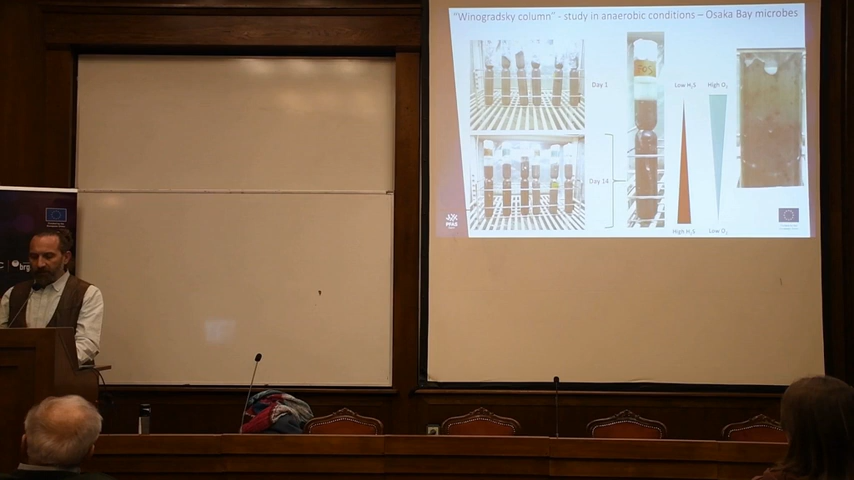 "Winogradsky column" - study in anaerobic conditions – Osaka Bay microbes
Day 1
Low H₂S
High O₂
Day 14
High H₂S
Low O₂
brg